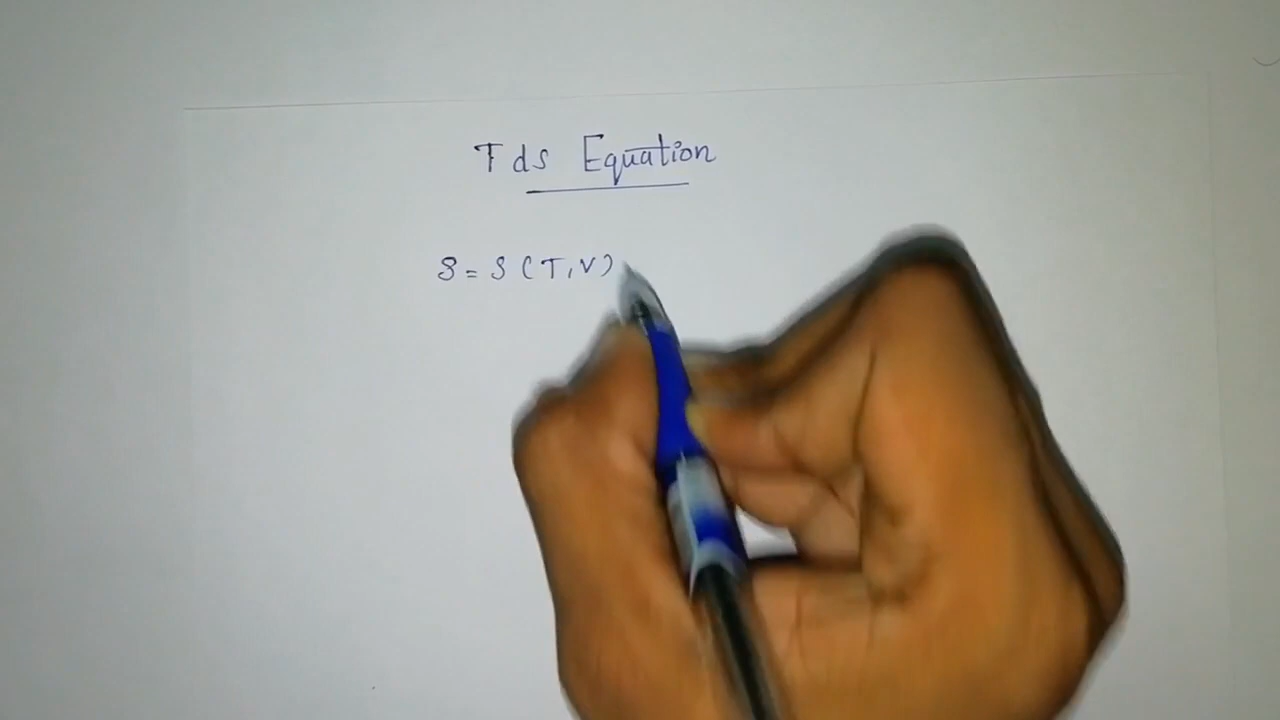 Tds Equation
S = S (T, V)